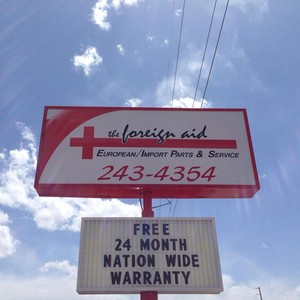 the foreign aid
EUROPEAN/IMPORT PARTS & SERVICE
243-4354
FREE
24 MONTH
NATION WIDE
WARRANTY